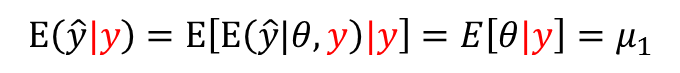 E(ŷ|y) = E[E(ŷ|θ, y)|y] = E[θ|y] = μ₁